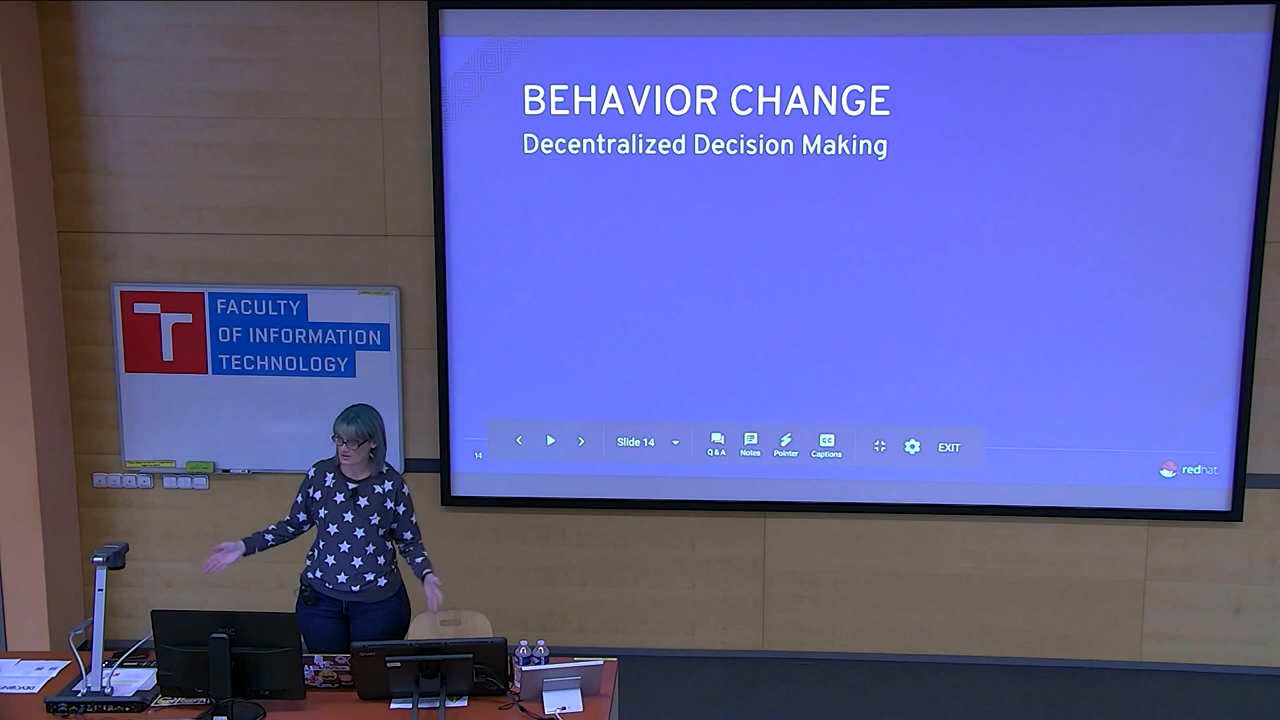 BEHAVIOR CHANGE
Decentralized Decision Making
FACULTY
OF INFORMATION
TECHNOLOGY
Slide 14
Q & A
Notes
Pointer
Captions
EXIT
14
redhat